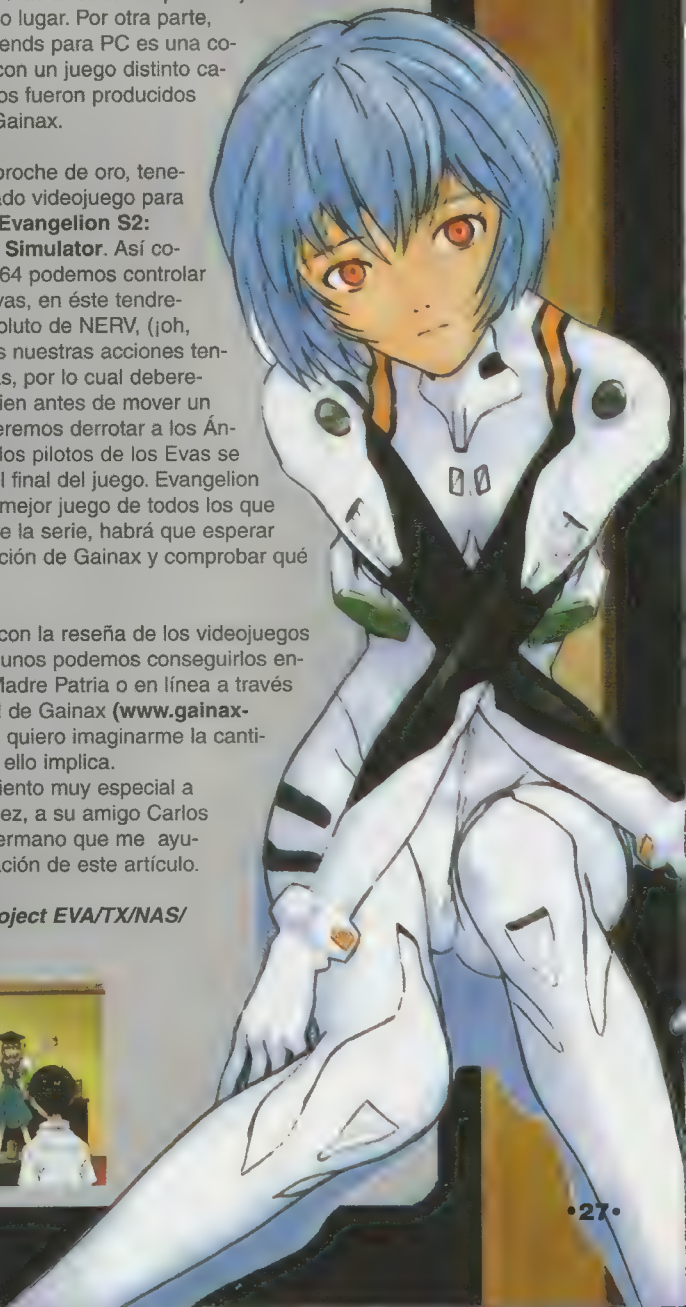 o lugar. Por otra parte,
ends para PC es una co-
con un juego distinto ca-
os fueron producidos
Gainax.
broche de oro, tene-
ado videojuego para
Evangelion S2:
Simulator. Así co-
64 podemos controlar
vas, en éste tendre-
oluto de NERV, (¡oh,
s nuestras acciones ten-
as, por lo cual debere-
ien antes de mover un
eremos derrotar a los Án-
los pilotos de los Evas se
l final del juego. Evangelion
mejor juego de todos los que
e la serie, habrá que esperar
ción de Gainax y comprobar qué
con la reseña de los videojuegos
unos podemos conseguirlos en-
Madre Patria o en línea a través
de Gainax (www.gainax-
quiero imaginarme la canti-
ello implica.
iento muy especial a
ez, a su amigo Carlos
ermano que me ayu-
ación de este artículo.
oject EVA/TX/NAS/
00
•27•